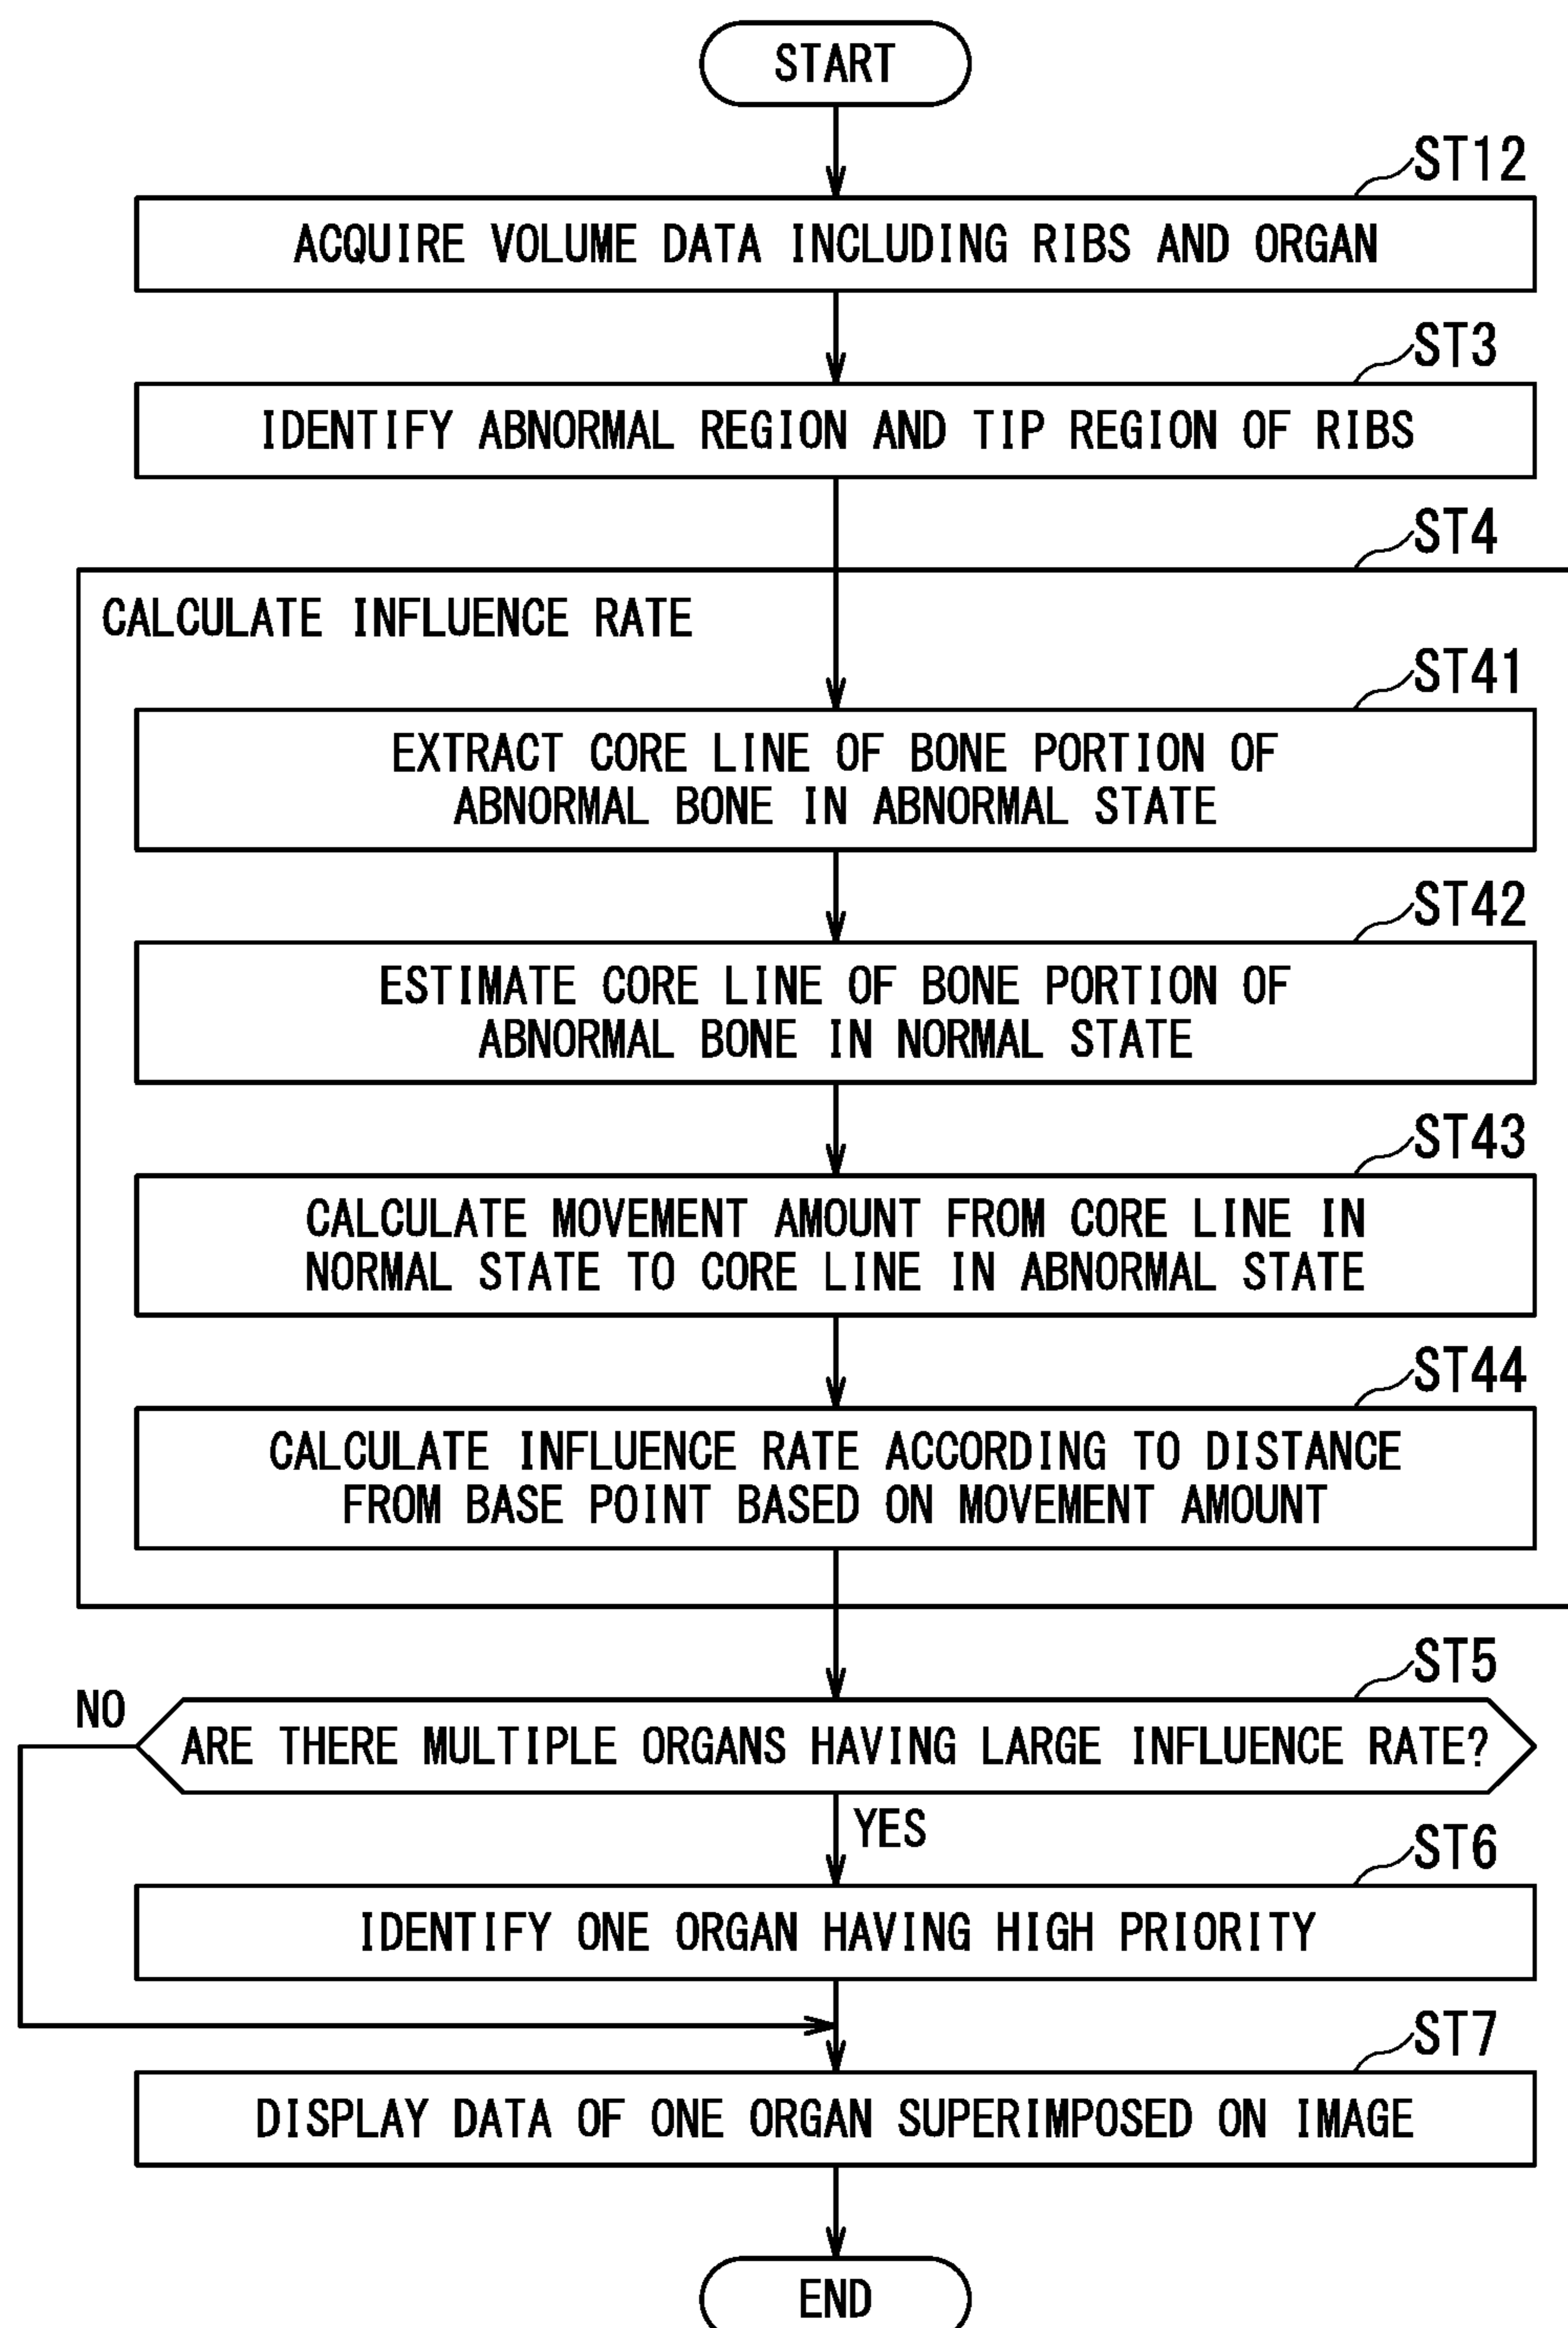 START
ST12
ACQUIRE VOLUME DATA INCLUDING RIBS AND ORGAN
ST3
IDENTIFY ABNORMAL REGION AND TIP REGION OF RIBS
ST4
CALCULATE INFLUENCE RATE
ST41
EXTRACT CORE LINE OF BONE PORTION OF
ABNORMAL BONE IN ABNORMAL STATE
ST42
ESTIMATE CORE LINE OF BONE PORTION OF
ABNORMAL BONE IN NORMAL STATE
ST43
CALCULATE MOVEMENT AMOUNT FROM CORE LINE IN
NORMAL STATE TO CORE LINE IN ABNORMAL STATE
ST44
CALCULATE INFLUENCE RATE ACCORDING TO DISTANCE
FROM BASE POINT BASED ON MOVEMENT AMOUNT
ST5
NO
ARE THERE MULTIPLE ORGANS HAVING LARGE INFLUENCE RATE?
YES
ST6
IDENTIFY ONE ORGAN HAVING HIGH PRIORITY
ST7
DISPLAY DATA OF ONE ORGAN SUPERIMPOSED ON IMAGE
END